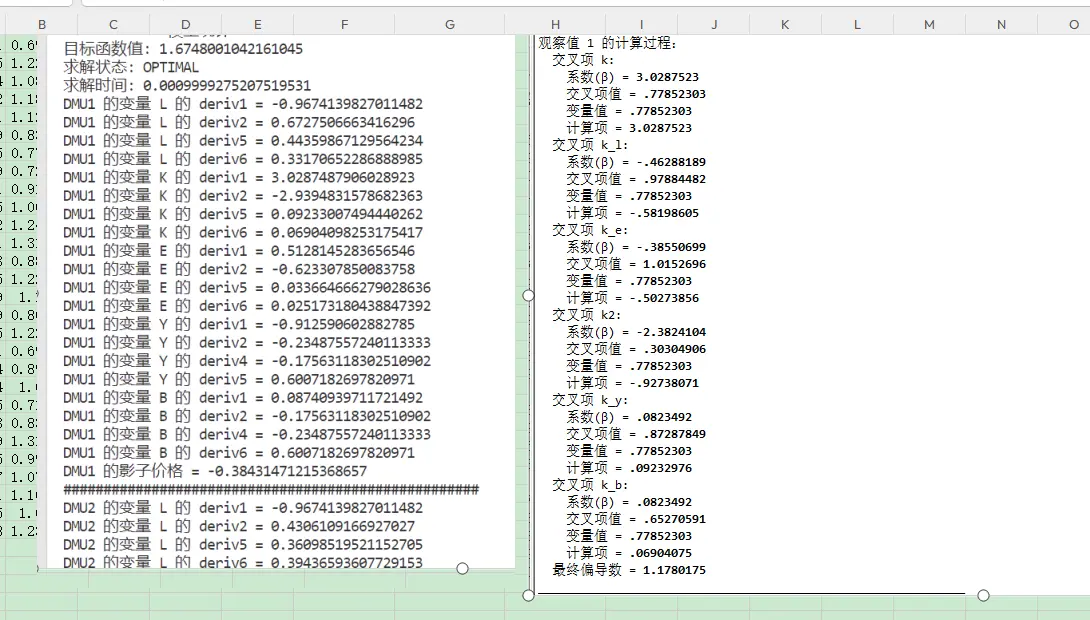 B C D E F G H I J K L M N O
目标函数值: 1.6748001042161045
求解状态: OPTIMAL
求解时间: 0.0009999275207519531
DMU1 的变量 L 的 deriv1 = -0.9674139827011482
DMU1 的变量 L 的 deriv2 = 0.6727506663416296
DMU1 的变量 L 的 deriv5 = 0.44359867129564234
DMU1 的变量 L 的 deriv6 = 0.33170652286888985
DMU1 的变量 K 的 deriv1 = 3.0287487906028923
DMU1 的变量 K 的 deriv2 = -2.9394831578682363
DMU1 的变量 K 的 deriv5 = 0.09233007494440262
DMU1 的变量 K 的 deriv6 = 0.06904098253175417
DMU1 的变量 E 的 deriv1 = 0.5128145283656546
DMU1 的变量 E 的 deriv2 = -0.623307850083758
DMU1 的变量 E 的 deriv5 = 0.033664666279028636
DMU1 的变量 E 的 deriv6 = 0.025173180438847392
DMU1 的变量 Y 的 deriv1 = -0.912590602882785
DMU1 的变量 Y 的 deriv2 = -0.23487557240113333
DMU1 的变量 Y 的 deriv4 = -0.17563118302510902
DMU1 的变量 Y 的 deriv5 = 0.6007182697820971
DMU1 的变量 B 的 deriv1 = 0.08740939711721492
DMU1 的变量 B 的 deriv2 = -0.17563118302510902
DMU1 的变量 B 的 deriv4 = -0.23487557240113333
DMU1 的变量 B 的 deriv6 = 0.6007182697820971
DMU1 的影子价格 = -0.38431471215368657
####################################################
DMU2 的变量 L 的 deriv1 = -0.9674139827011482
DMU2 的变量 L 的 deriv2 = 0.4306109166927027
DMU2 的变量 L 的 deriv5 = 0.36098519521152705
DMU2 的变量 L 的 deriv6 = 0.39436593607729153
观察值 1 的计算过程:
交叉项 k:
系数(β) = 3.0287523
交叉项值 = .77852303
变量值 = .77852303
计算项 = 3.0287523
交叉项 k_l:
系数(β) = -.46288189
交叉项值 = .97884482
变量值 = .77852303
计算项 = -.58198605
交叉项 k_e:
系数(β) = -.38550699
交叉项值 = 1.0152696
变量值 = .77852303
计算项 = -.50273856
交叉项 k2:
系数(β) = -2.3824104
交叉项值 = .30304906
变量值 = .77852303
计算项 = -.92738071
交叉项 k_y:
系数(β) = .0823492
交叉项值 = .87287849
变量值 = .77852303
计算项 = .09232976
交叉项 k_b:
系数(β) = .0823492
交叉项值 = .65270591
变量值 = .77852303
计算项 = .06904075
最终偏导数 = 1.1780175